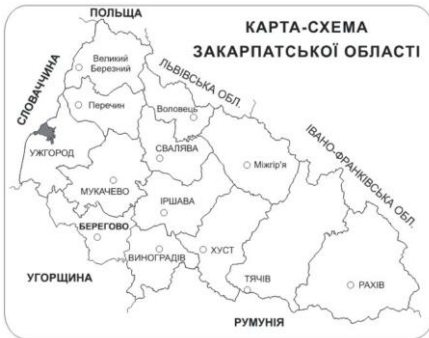 ПОЛЬЩА
КАРТА-СХЕМА
ЗАКАРПАТСЬКОЇ ОБЛАСТІ
СЛОВАЧЧИНА
Великий
Березний
ЛЬВІВСЬКА ОБЛ.
Перечин
Воловець
ІВАНО-ФРАНКІВСЬКА ОБЛ.
УЖГОРОД
СВАЛЯВА
Міжгір'я
МУКАЧЕВО
ІРШАВА
БЕРЕГОВО
ВИНОГРАДІВ
ХУСТ
УГОРЩИНА
ТЯЧІВ
РАХІВ
РУМУНІЯ